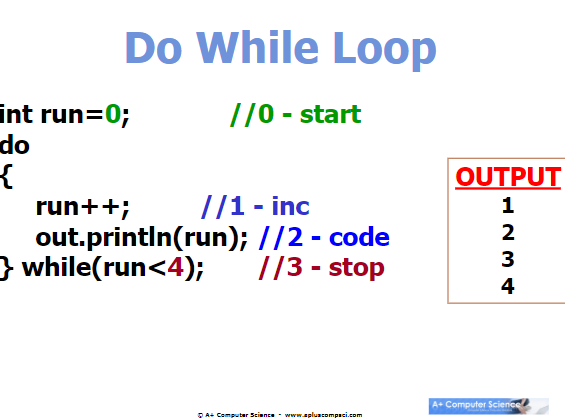 Do While Loop
int run=0; //0 - start
do
{
run++; //1 - inc
out.println(run); //2 - code
} while(run<4); //3 - stop
OUTPUT
1
2
3
4
© A+ Computer Science - www.apluscompsci.com
A+ Computer Science